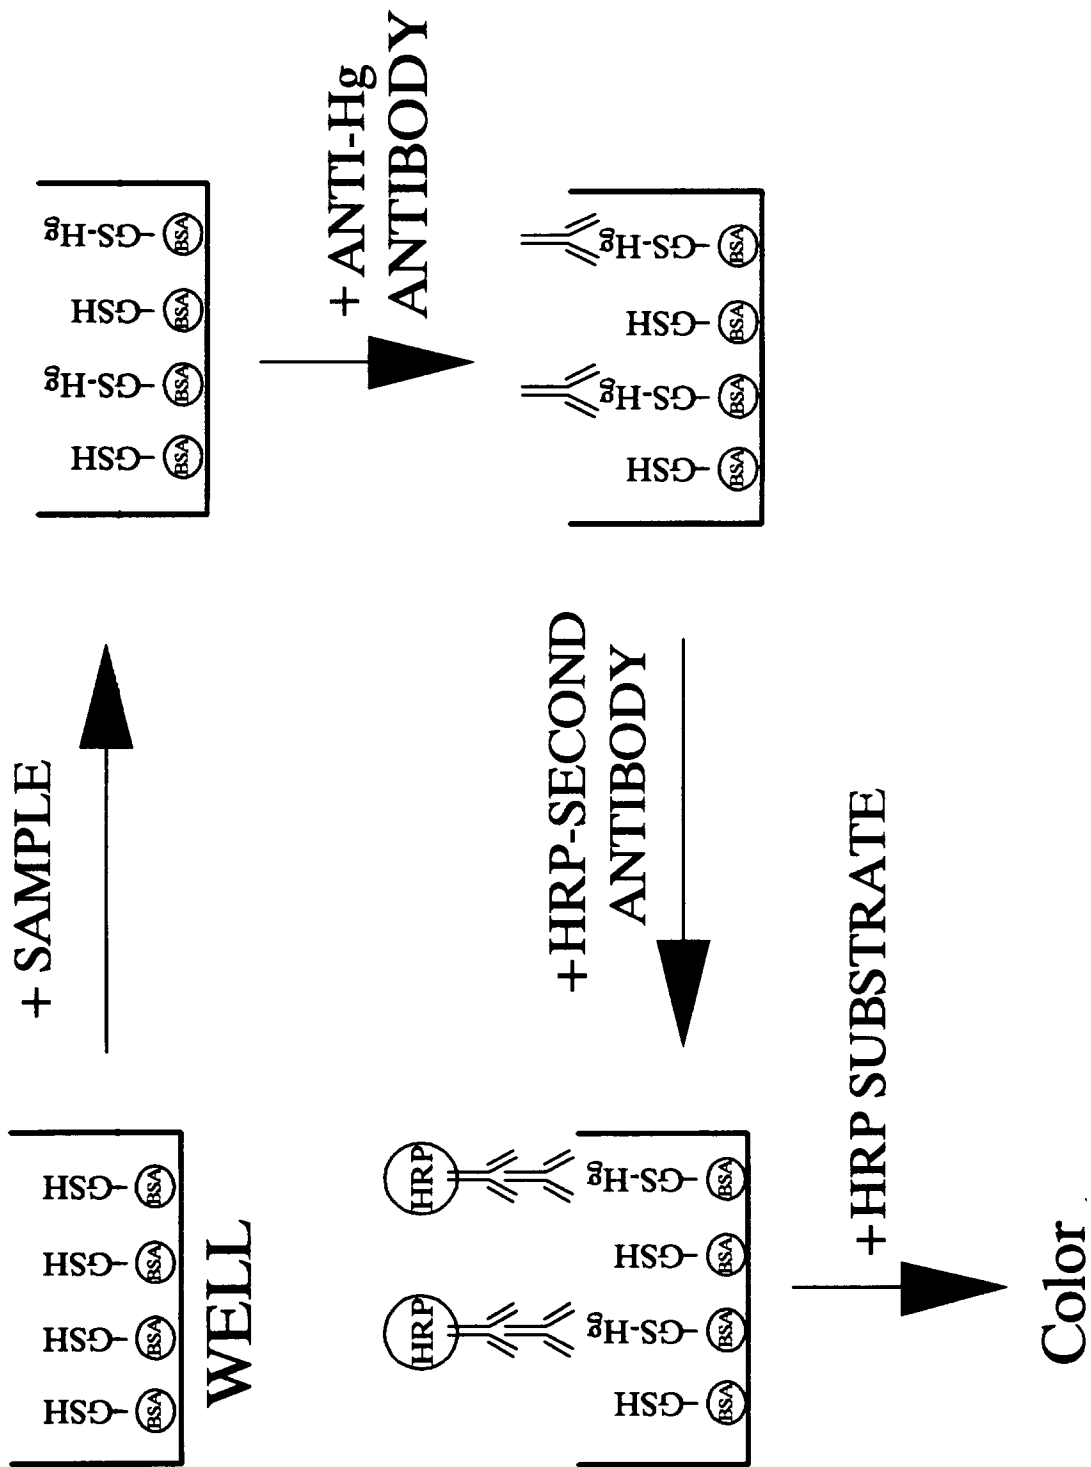 GSH
GSH
GSH
GSH
BSA
BSA
BSA
BSA
WELL
+ SAMPLE
GSH
GS-Hg
GSH
GS-Hg
BSA
BSA
BSA
BSA
+ ANTI-Hg
ANTIBODY
GSH
GS-Hg
GSH
GS-Hg
BSA
BSA
BSA
BSA
+HRP-SECOND
ANTIBODY
HRP
HRP
GSH
GS-Hg
GSH
GS-Hg
BSA
BSA
BSA
BSA
+HRP SUBSTRATE
Color